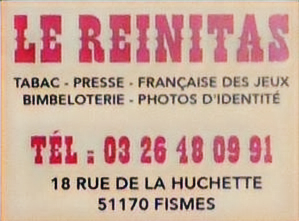 LE REINITAS
TABAC - PRESSE - FRANÇAISE DES JEUX
BIMBELOTERIE - PHOTOS D'IDENTITÉ
TÉL : 03 26 48 09 91
18 RUE DE LA HUCHETTE
51170 FISMES